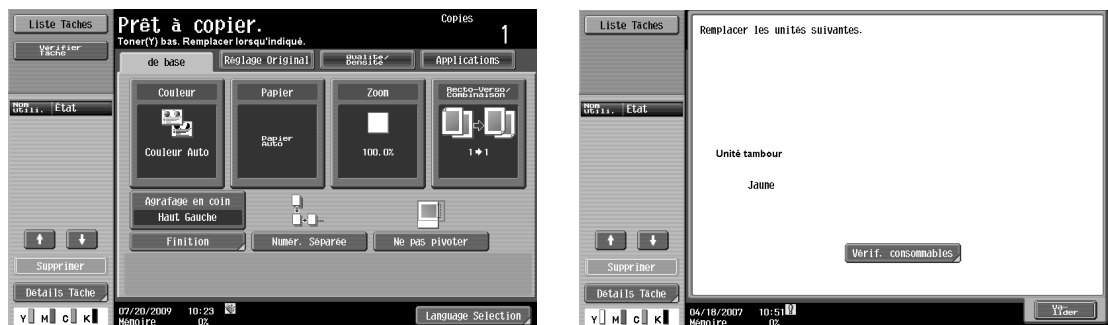 Liste Tâches
Vérifier
Tâche
Nom
Utili.
Etat
Supprimer
Détails Tâche
Y M C K
Prêt à copier.
Toner(Y) bas. Remplacer lorsqu'indiqué.
Copies
1
de base
Réglage Original
Qualité/
Densité
Applications
Couleur
Couleur Auto
Papier
Papier
Auto
Zoom
100.0%
Recto-Verso/
Combinaison
1 → 1
Agrafage en coin
Haut Gauche
Finition
Numér. Séparée
Ne pas pivoter
07/20/2009 10:23
Mémoire 0%
Language Selection
Liste Tâches
Nom
Utili.
Etat
Supprimer
Détails Tâche
Y M C K
Remplacer les unités suivantes.
Unité tambour
Jaune
Vérif. consommables
04/18/2007 10:51
Mémoire 0%
Va-
lider